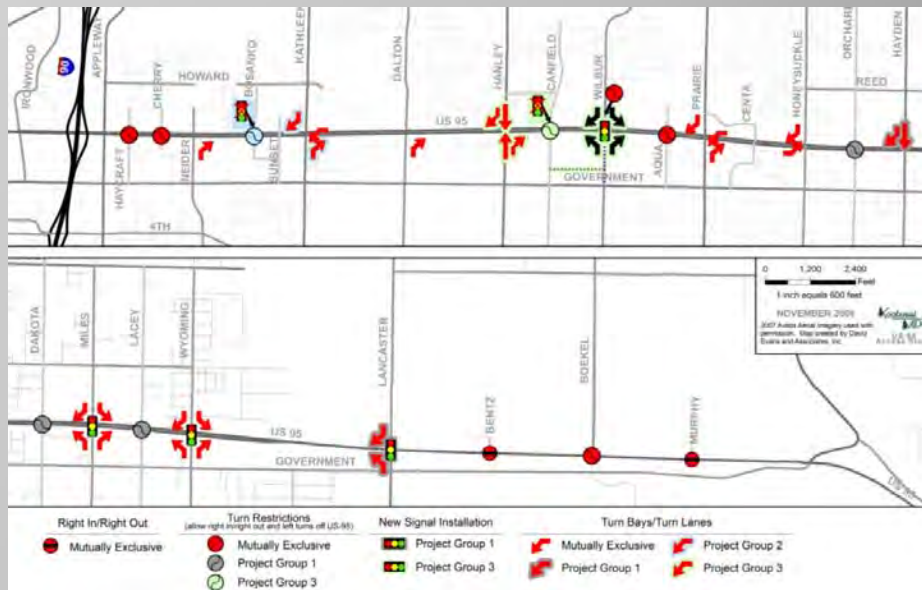 IRONWOOD
90
APPLEWAY
HOWARD
CHERRY
HAYCRAFT
NEIDER
BOSANKO
SUNSET
KATHLEEN
DALTON
US 95
HANLEY
CANFIELD
WILBUR
GOVERNMENT
AQUA
PRAIRIE
CENTA
HONEYSUCKLE
ORCHARD
REED
HAYDEN
4TH
DAKOTA
MILES
LACEY
WYOMING
US 95
GOVERNMENT
LANCASTER
BENTZ
BOEKEL
MURPHY
0 1,200 2,400
Feet
1 inch equals 600 feet
NOVEMBER 2009
2007 Avista Aerial Imagery used with
permission. Map created by David
Evans and Associates, Inc
Right In/Right Out
Mutually Exclusive
Turn Restrictions
(allow right in/right out and left turns off US-95)
Mutually Exclusive
Project Group 1
Project Group 3
New Signal Installation
Project Group 1
Project Group 3
Turn Bays/Turn Lanes
Mutually Exclusive
Project Group 1
Project Group 2
Project Group 3